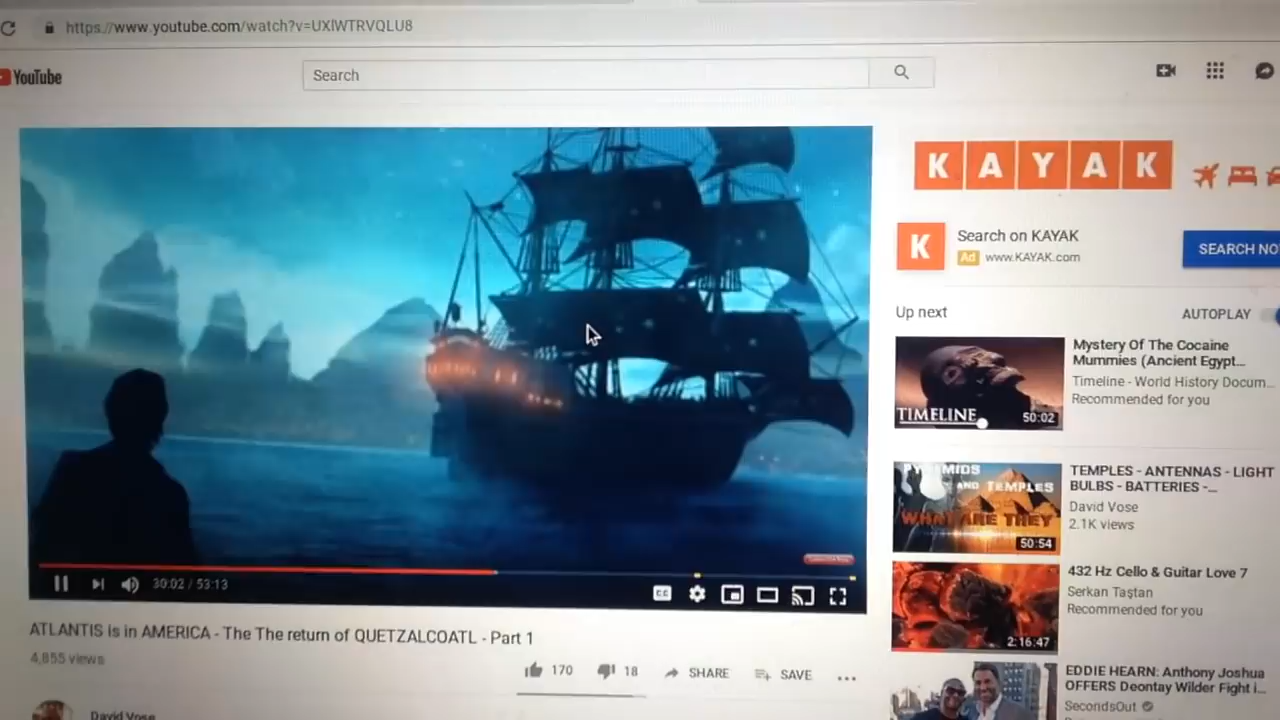 https://www.youtube.com/watch?v=UXlWTRVQLU8
YouTube
Search
KAYAK
K
Search on KAYAK
Ad www.KAYAK.com
SEARCH NO
Up next
AUTOPLAY
TIMELINE
50:02
Mystery Of The Cocaine
Mummies (Ancient Egypt...
Timeline - World History Docum...
Recommended for you
PYRAMIDS
AND TEMPLES
WHAT ARE THEY
50:54
TEMPLES - ANTENNAS - LIGHT
BULBS - BATTERIES -...
David Vose
2.1K views
2:16:47
432 Hz Cello & Guitar Love 7
Serkan Taştan
Recommended for you
EDDIE HEARN: Anthony Joshua
OFFERS Deontay Wilder Fight i...
SecondsOut
30:02 / 53:13
CC
ATLANTIS is in AMERICA - The The return of QUETZALCOATL - Part 1
4,855 views
170
18
SHARE
SAVE
David Vose